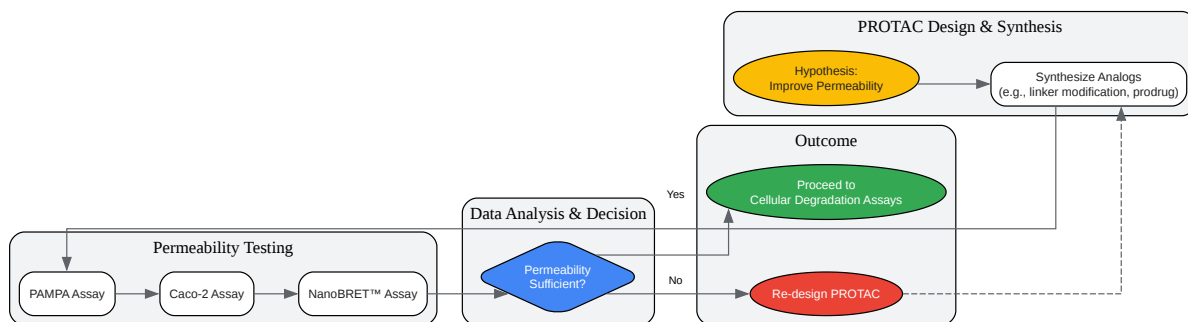 PROTAC Design & Synthesis
Hypothesis:
Improve Permeability
Synthesize Analogs
(e.g., linker modification, prodrug)
Outcome
Proceed to
Cellular Degradation Assays
Yes
Data Analysis & Decision
Permeability Testing
Permeability
Sufficient?
No
PAMPA Assay
Caco-2 Assay
NanoBRET™ Assay
Re-design PROTAC